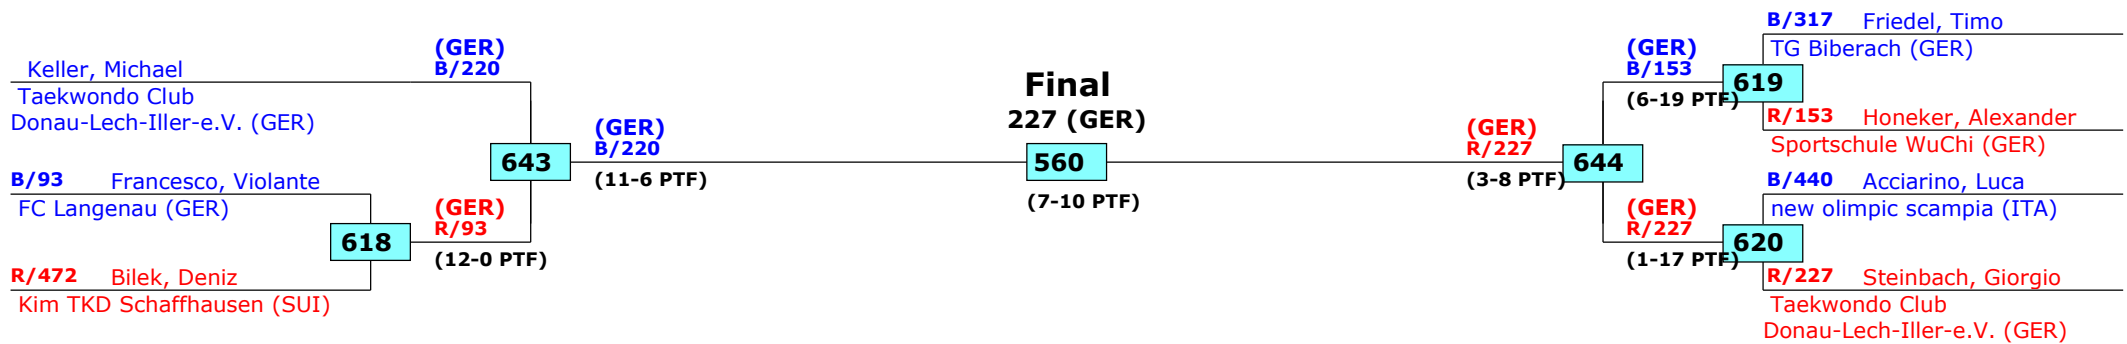 Keller, Michael
Taekwondo Club
Donau-Lech-Iller-e.V. (GER)
(GER)
B/220
B/93 Francesco, Violante
FC Langenau (GER)
618
R/472 Bilek, Deniz
Kim TKD Schaffhausen (SUI)
(GER)
R/93
(12-0 PTF)
643
(GER)
B/220
(11-6 PTF)
Final
227 (GER)
560
(7-10 PTF)
(GER)
R/227
(3-8 PTF)
644
(GER)
B/153
(6-19 PTF)
619
B/317 Friedel, Timo
TG Biberach (GER)
R/153 Honeker, Alexander
Sportschule WuChi (GER)
(GER)
R/227
(1-17 PTF)
620
B/440 Acciarino, Luca
new olimpic scampia (ITA)
R/227 Steinbach, Giorgio
Taekwondo Club
Donau-Lech-Iller-e.V. (GER)